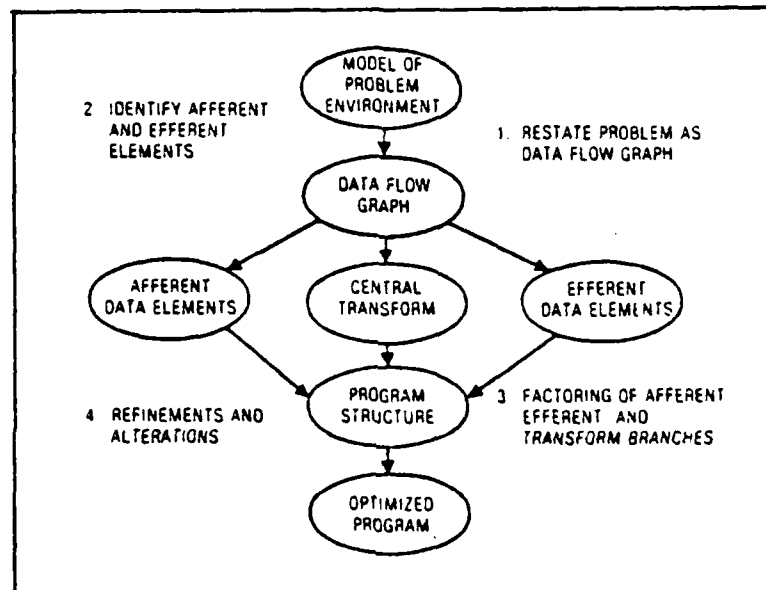 MODEL OF
PROBLEM
ENVIRONMENT
2 IDENTIFY AFFERENT
AND EFFERENT
ELEMENTS
1. RESTATE PROBLEM AS
DATA FLOW GRAPH
DATA FLOW
GRAPH
AFFERENT
DATA ELEMENTS
CENTRAL
TRANSFORM
EFFERENT
DATA ELEMENTS
PROGRAM
STRUCTURE
4 REFINEMENTS AND
ALTERATIONS
3 FACTORING OF AFFERENT
EFFERENT AND
TRANSFORM BRANCHES
OPTIMIZED
PROGRAM